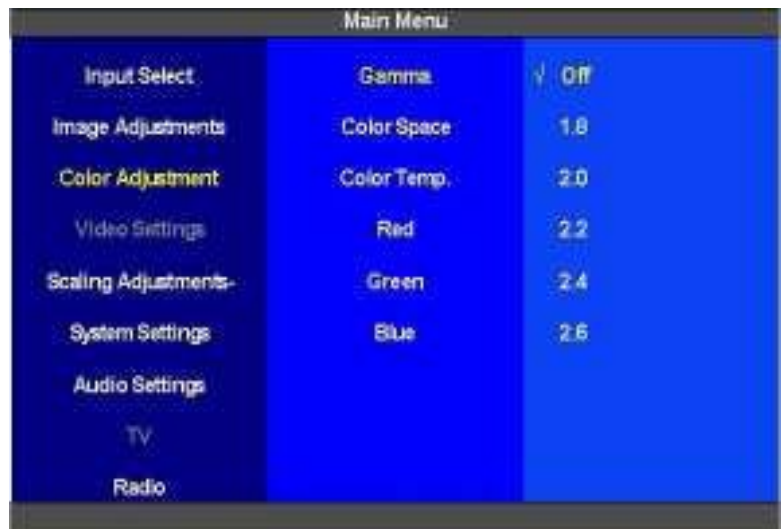 Main Menu
Input Select
Image Adjustments
Color Adjustment
Video Settings
Scaling Adjustments-
System Settings
Audio Settings
TV
Radio
Gamma
Color Space
Color Temp.
Red
Green
Blue
√ Off
1.8
2.0
2.2
2.4
2.6